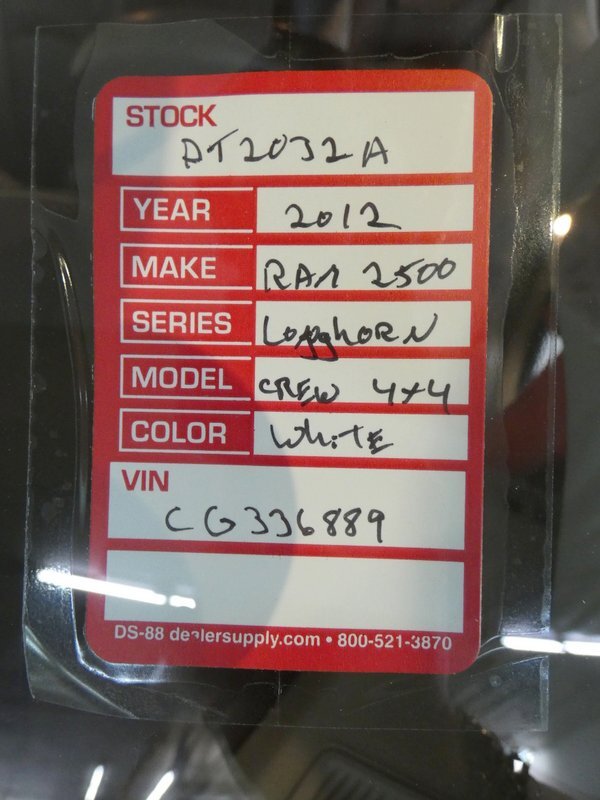 STOCK
DT2032A
YEAR 2012
MAKE RAM 2500
SERIES LongHORN
MODEL CREW 4x4
COLOR WhiTE
VIN
CG336889
DS-88 dealersupply.com • 800-521-3870